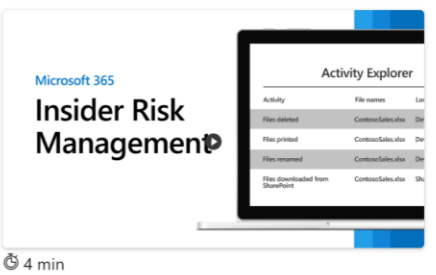 Microsoft 365
Insider Risk
Management
Activity Explorer
Activity File names
Files deleted ContosoSales.xlsx
Files printed ContosoSales.xlsx
Files renamed ContosoSales.xlsx
Files downloaded from
SharePoint ContosoSales.xlsx
4 min